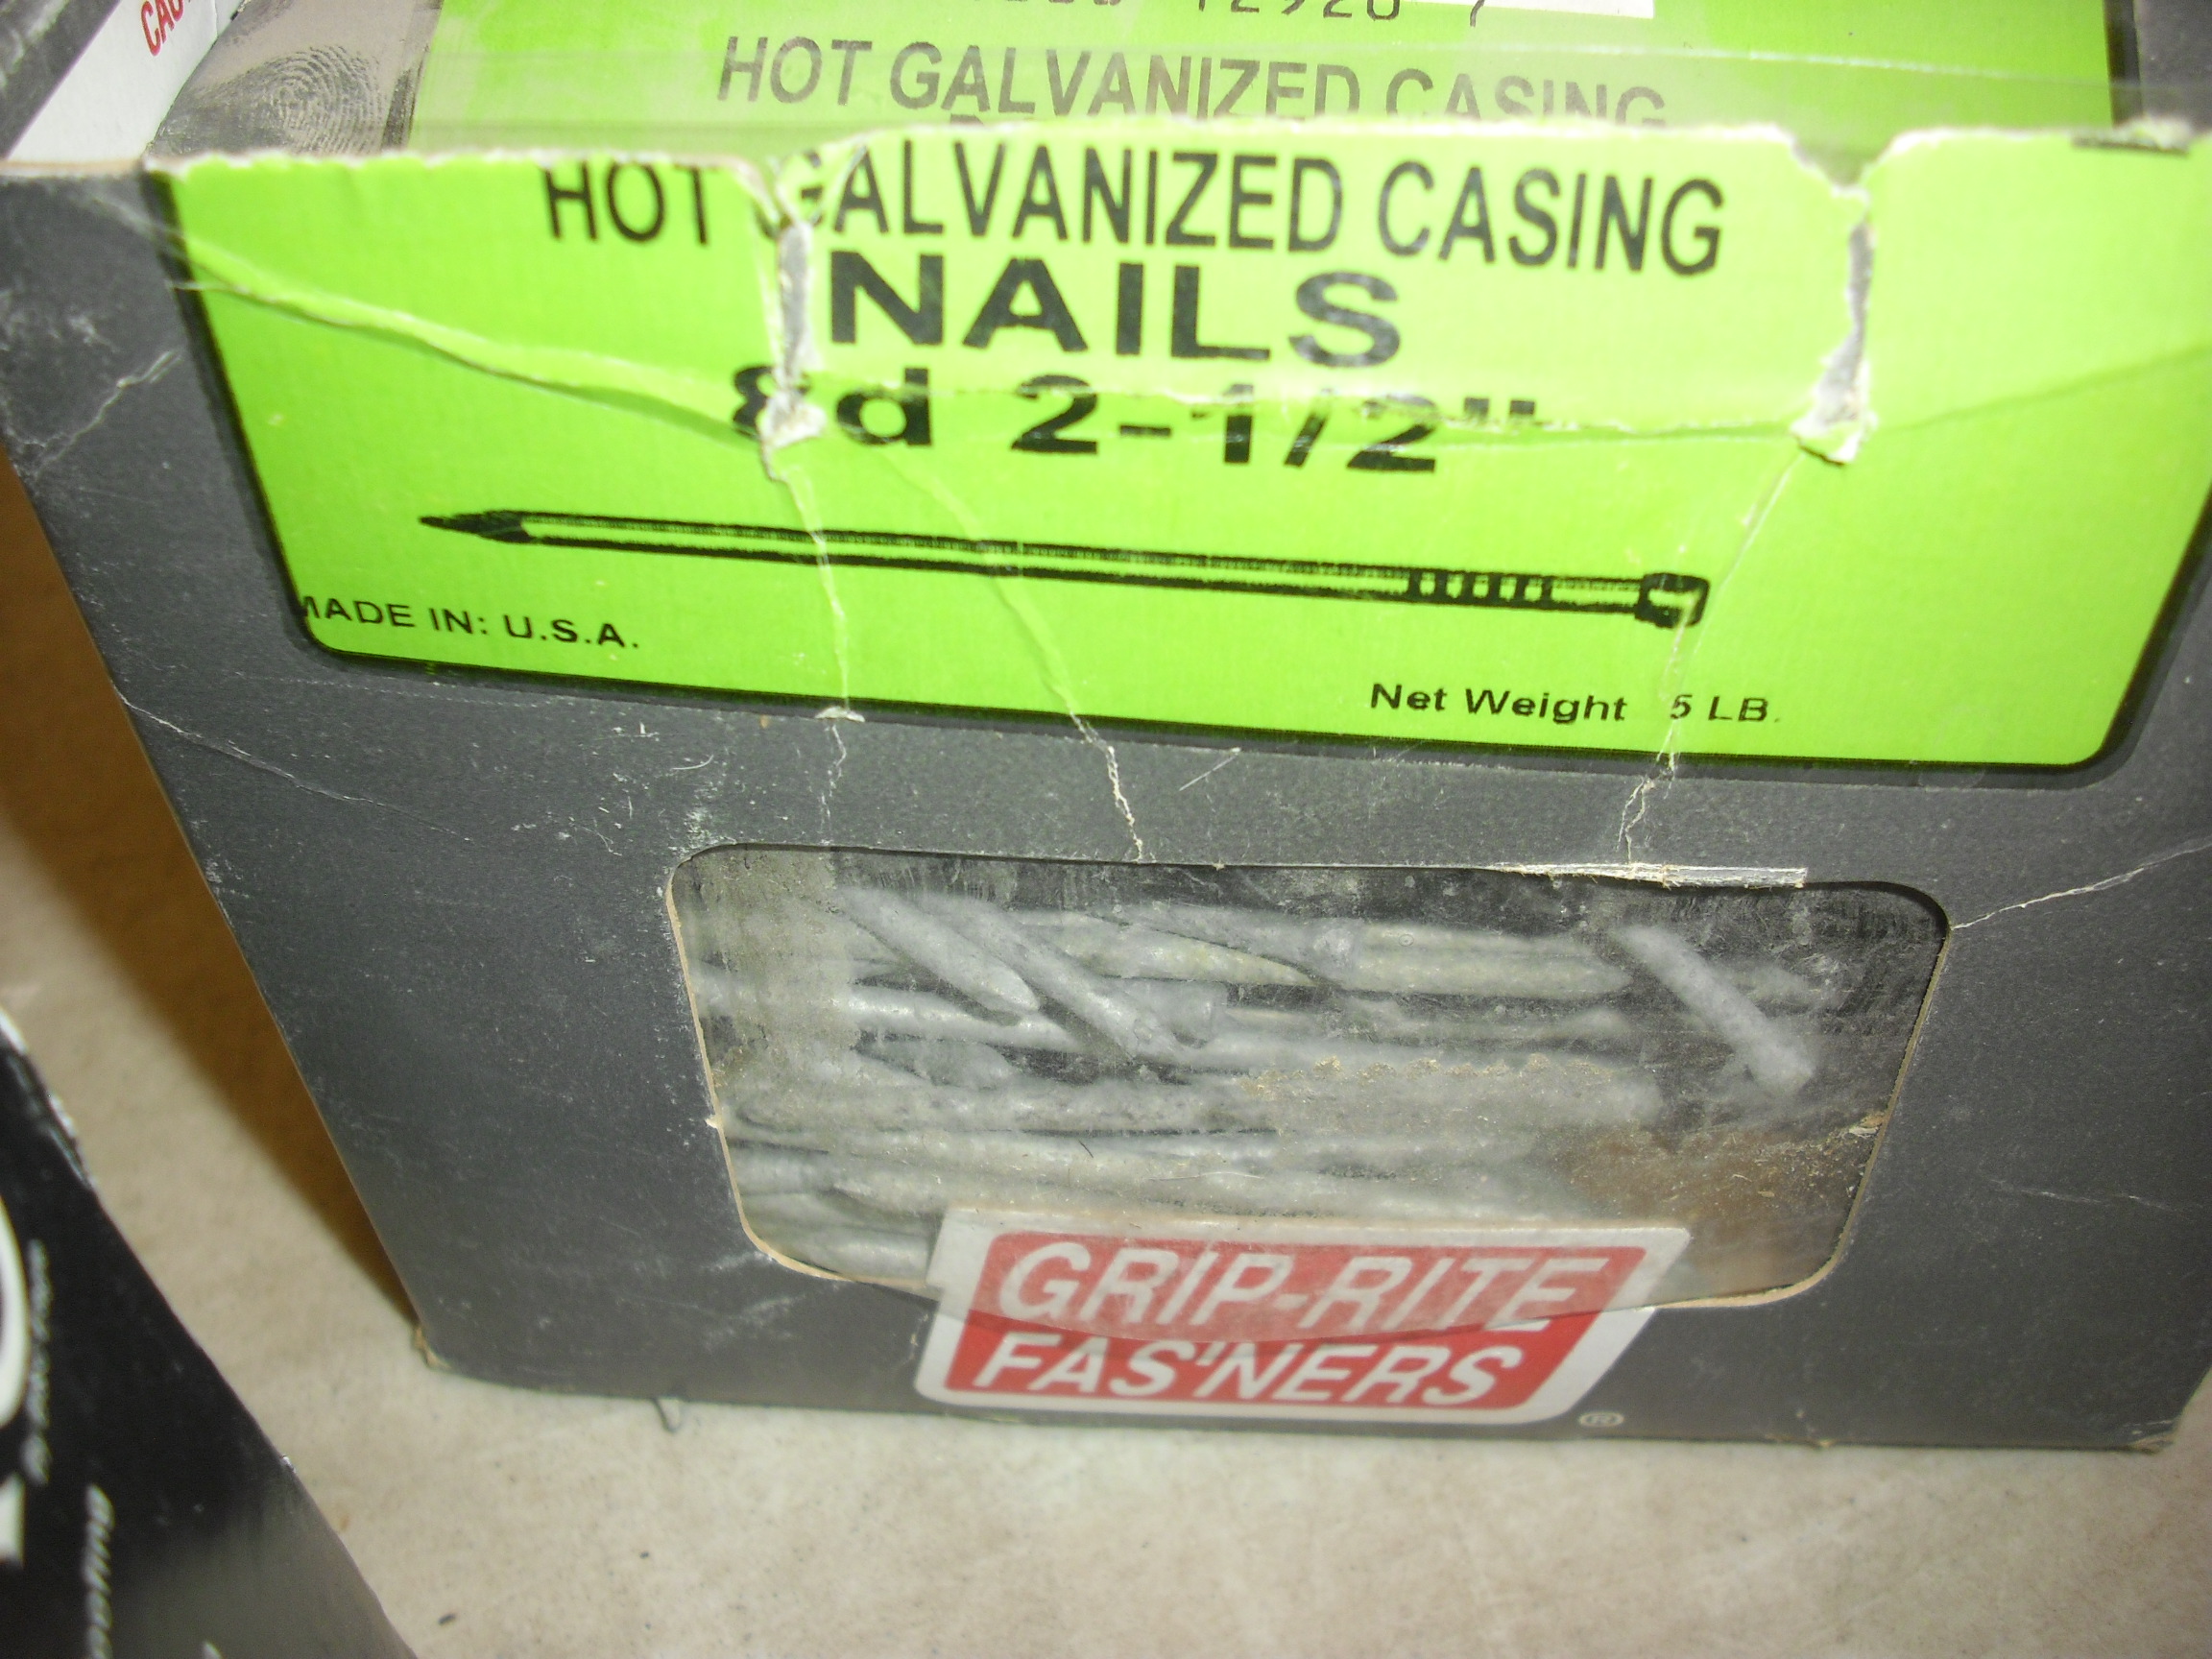 HOT GALVANIZED CASING
HOT GALVANIZED CASING
NAILS
8d 2-1/2"
MADE IN: U.S.A.
Net Weight 5 LB.
GRIP-RITE
FAS'NERS
®